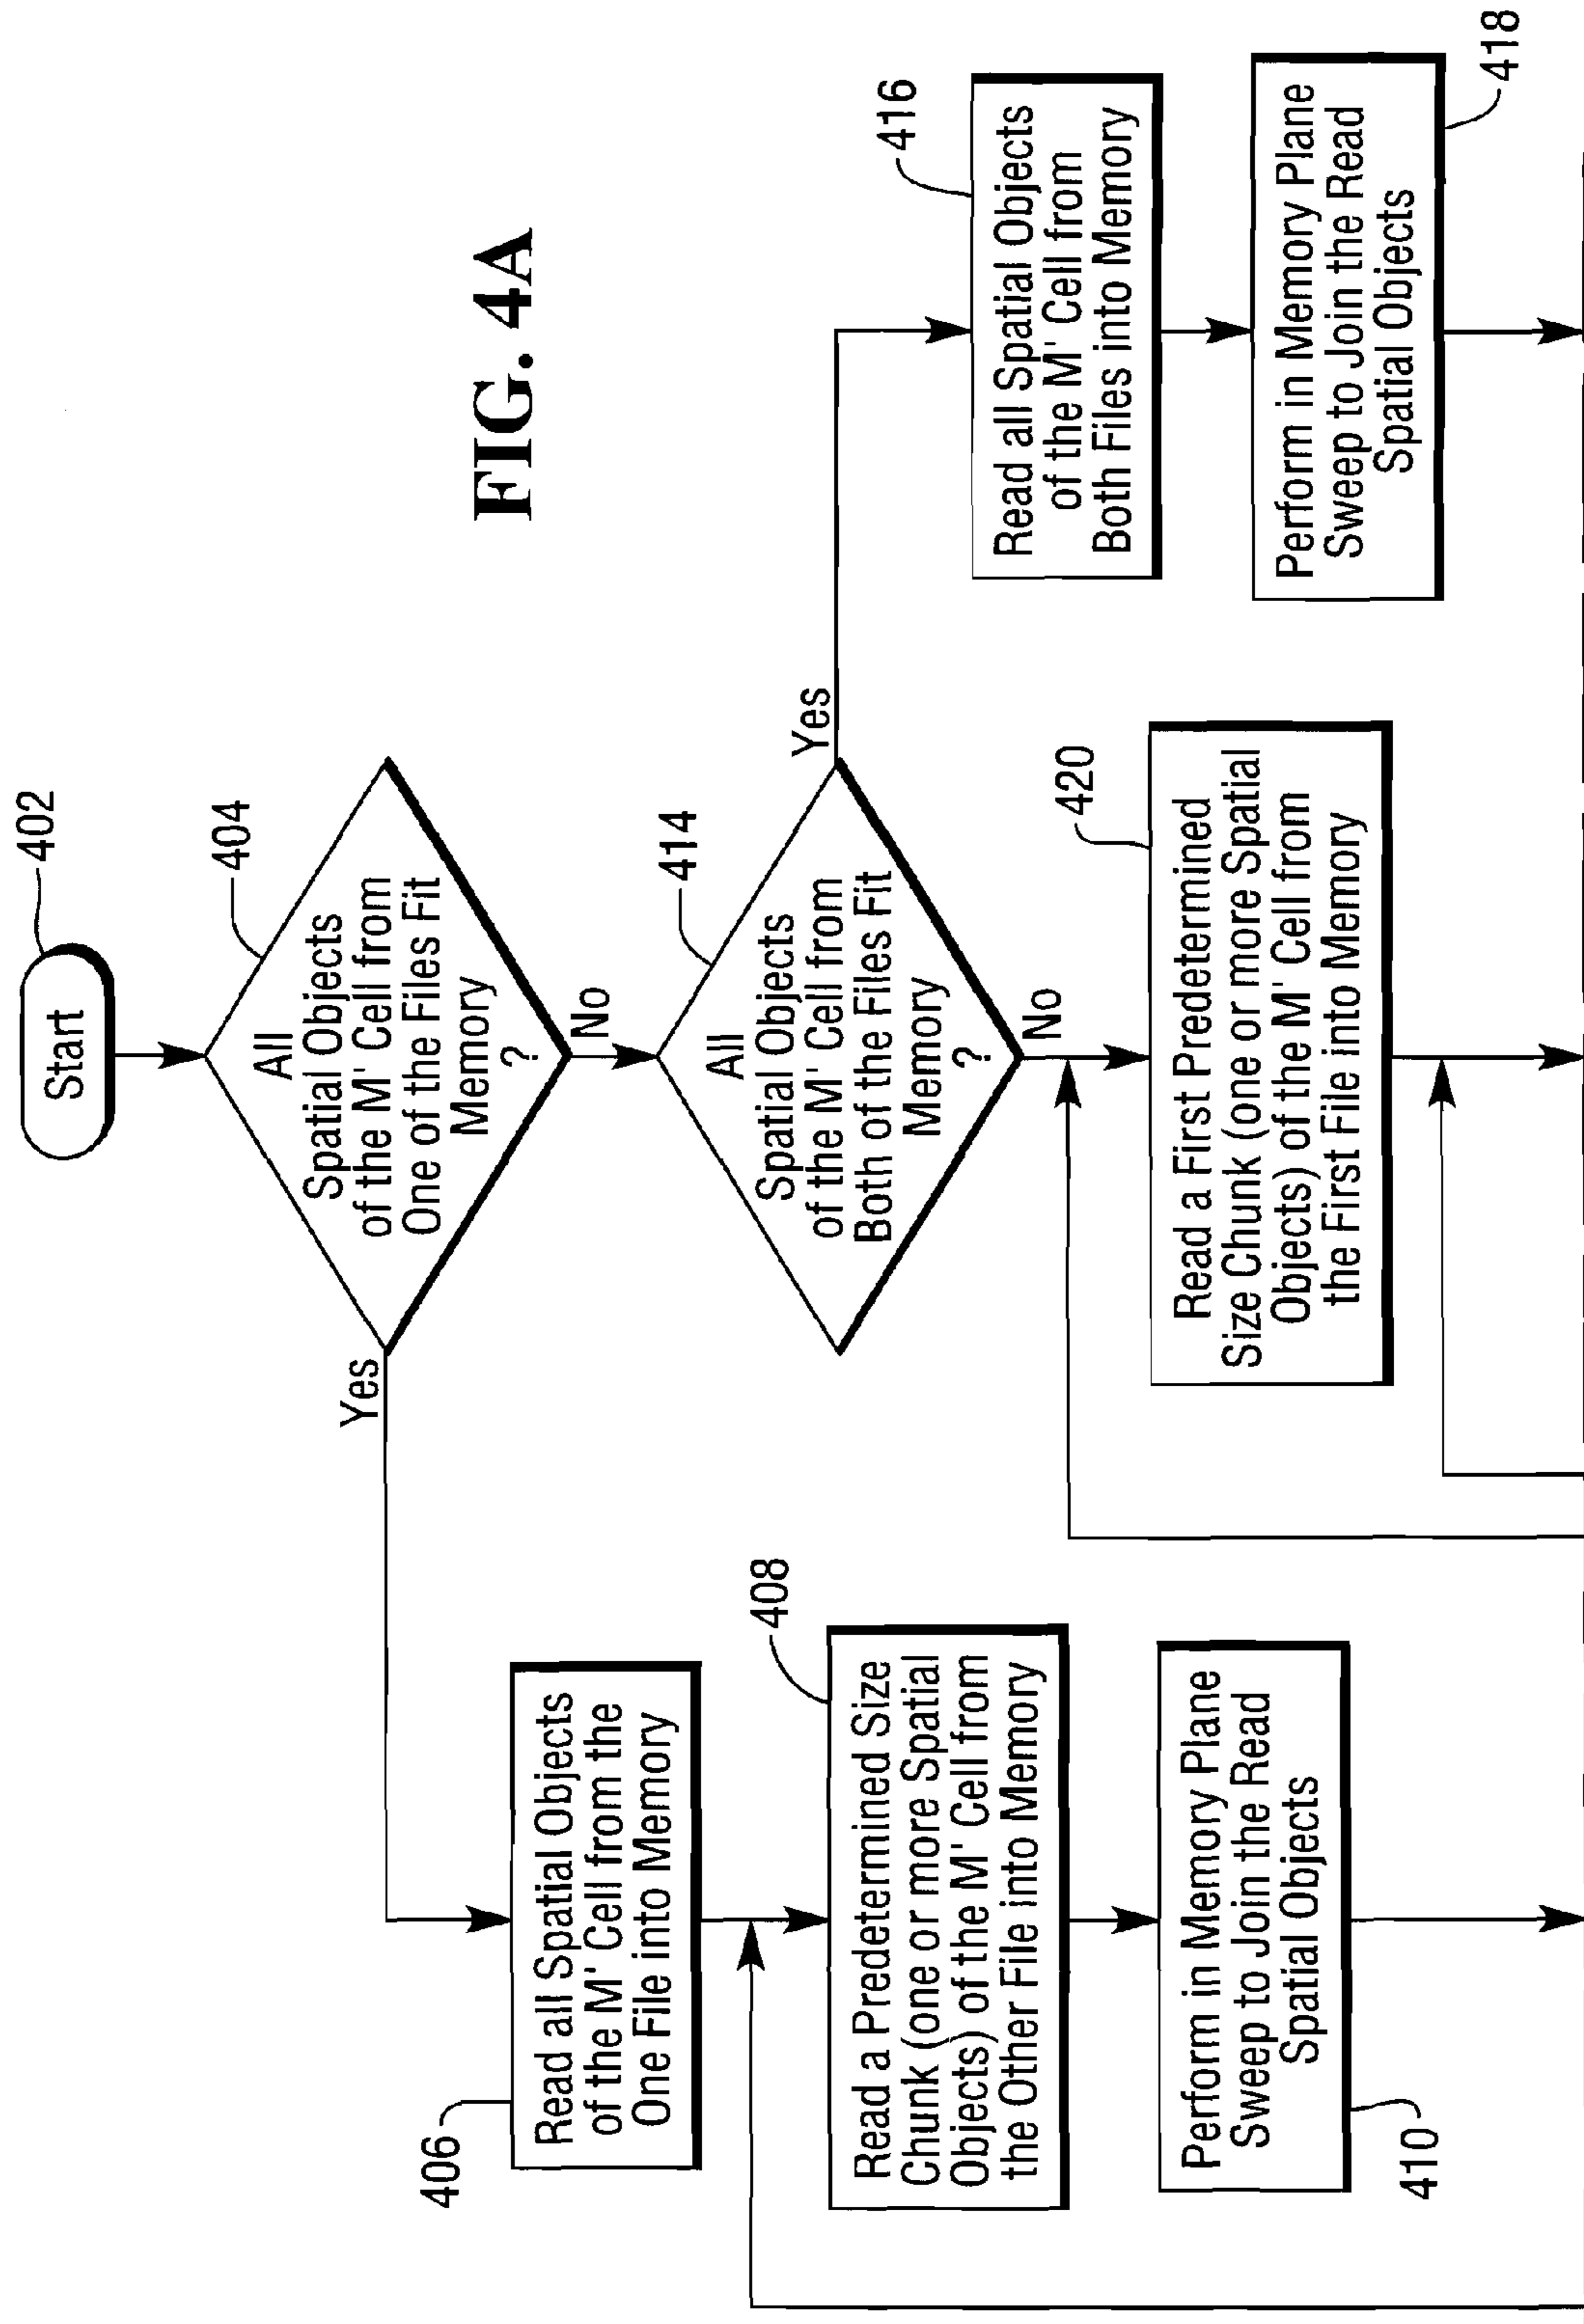 FIG. 4A
Start
402
All
Spatial Objects
of the M' Cell from
One of the Files Fit
Memory
?
404
Yes
No
Read all Spatial Objects
of the M' Cell from the
One File into Memory
406
Read a Predetermined Size
Chunk (one or more Spatial
Objects) of the M' Cell from
the Other File into Memory
408
Perform in Memory Plane
Sweep to Join the Read
Spatial Objects
410
All
Spatial Objects
of the M' Cell from
Both of the Files Fit
Memory
?
414
Yes
No
Read all Spatial Objects
of the M' Cell from
Both Files into Memory
416
Perform in Memory Plane
Sweep to Join the Read
Spatial Objects
418
Read a First Predetermined
Size Chunk (one or more Spatial
Objects) of the M' Cell from
the First File into Memory
420